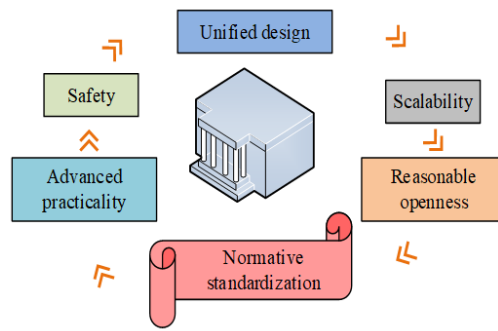 Unified design
Safety
Scalability
Advanced
practicality
Reasonable
openness
Normative
standardization